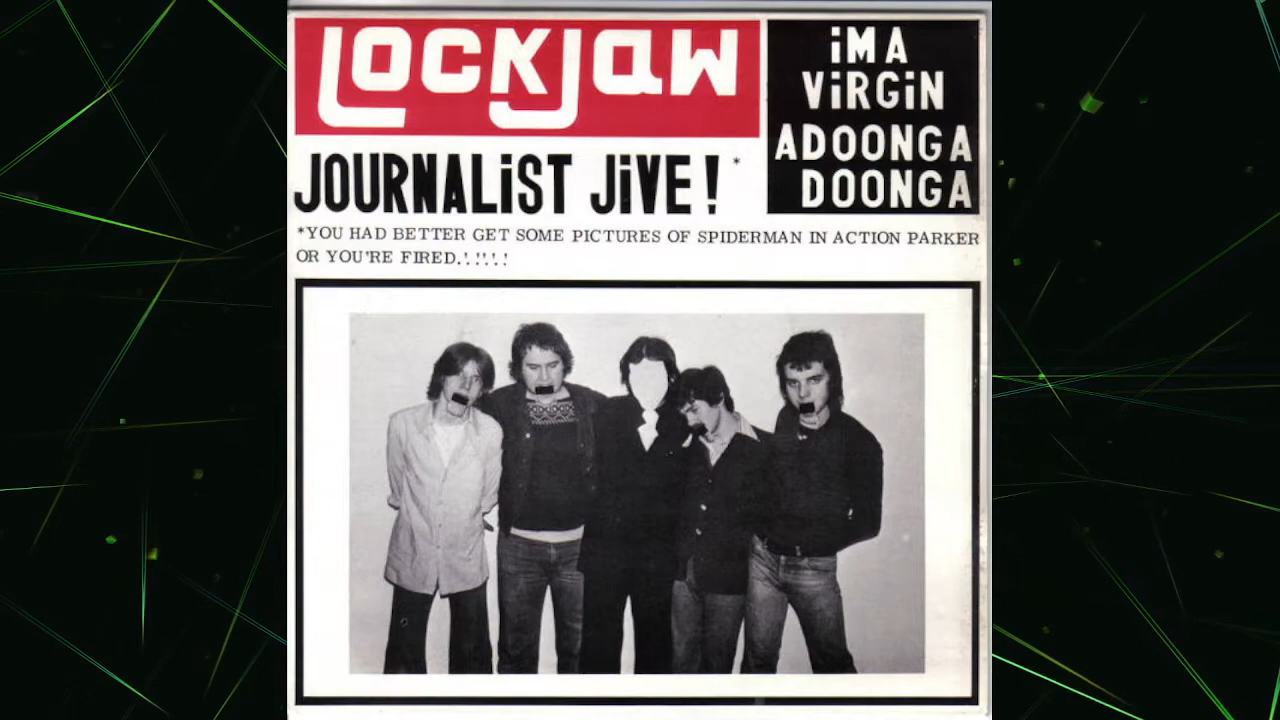 LOCKJAW
iMA
ViRGiN
ADOONGA
DOONGA
JOURNALiST JiVE!*
*YOU HAD BETTER GET SOME PICTURES OF SPIDERMAN IN ACTION PARKER
OR YOU'RE FIRED.'.'!'.'.!